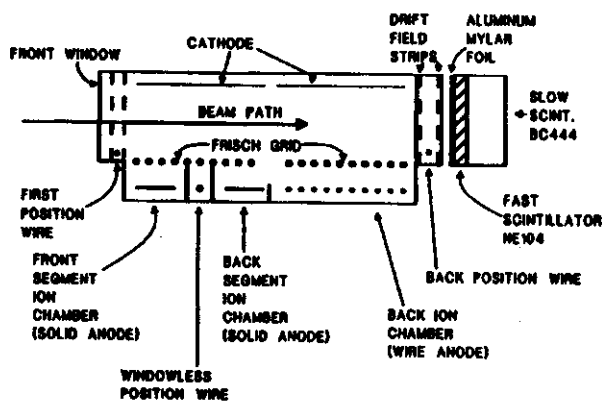 FRONT WINDOW
CATHODE
DRIFT
FIELD
STRIPS
ALUMINUM
MYLAR
FOIL
SLOW
SCINT.
BC444
BEAM PATH
FRISCH GRID
FIRST
POSITION
WIRE
FRONT
SEGMENT
ION
CHAMBER
(SOLID ANODE)
WINDOWLESS
POSITION WIRE
BACK
SEGMENT
ION
CHAMBER
(SOLID ANODE)
BACK ION
CHAMBER
(WIRE ANODE)
BACK POSITION WIRE
FAST
SCINTILLATOR
NE104